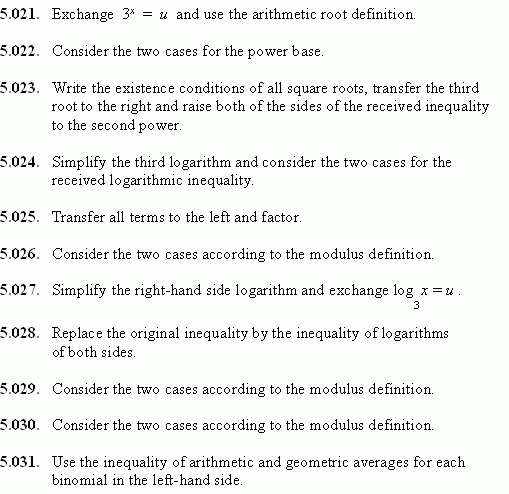 5.021. Exchange 3ˣ = u and use the arithmetic root definition.
5.022. Consider the two cases for the power base.
5.023. Write the existence conditions of all square roots, transfer the third
root to the right and raise both of the sides of the received inequality
to the second power.
5.024. Simplify the third logarithm and consider the two cases for the
received logarithmic inequality.
5.025. Transfer all terms to the left and factor.
5.026. Consider the two cases according to the modulus definition.
5.027. Simplify the right-hand side logarithm and exchange log₃ x = u .
5.028. Replace the original inequality by the inequality of logarithms
of both sides.
5.029. Consider the two cases according to the modulus definition.
5.030. Consider the two cases according to the modulus definition.
5.031. Use the inequality of arithmetic and geometric averages for each
binomial in the left-hand side.